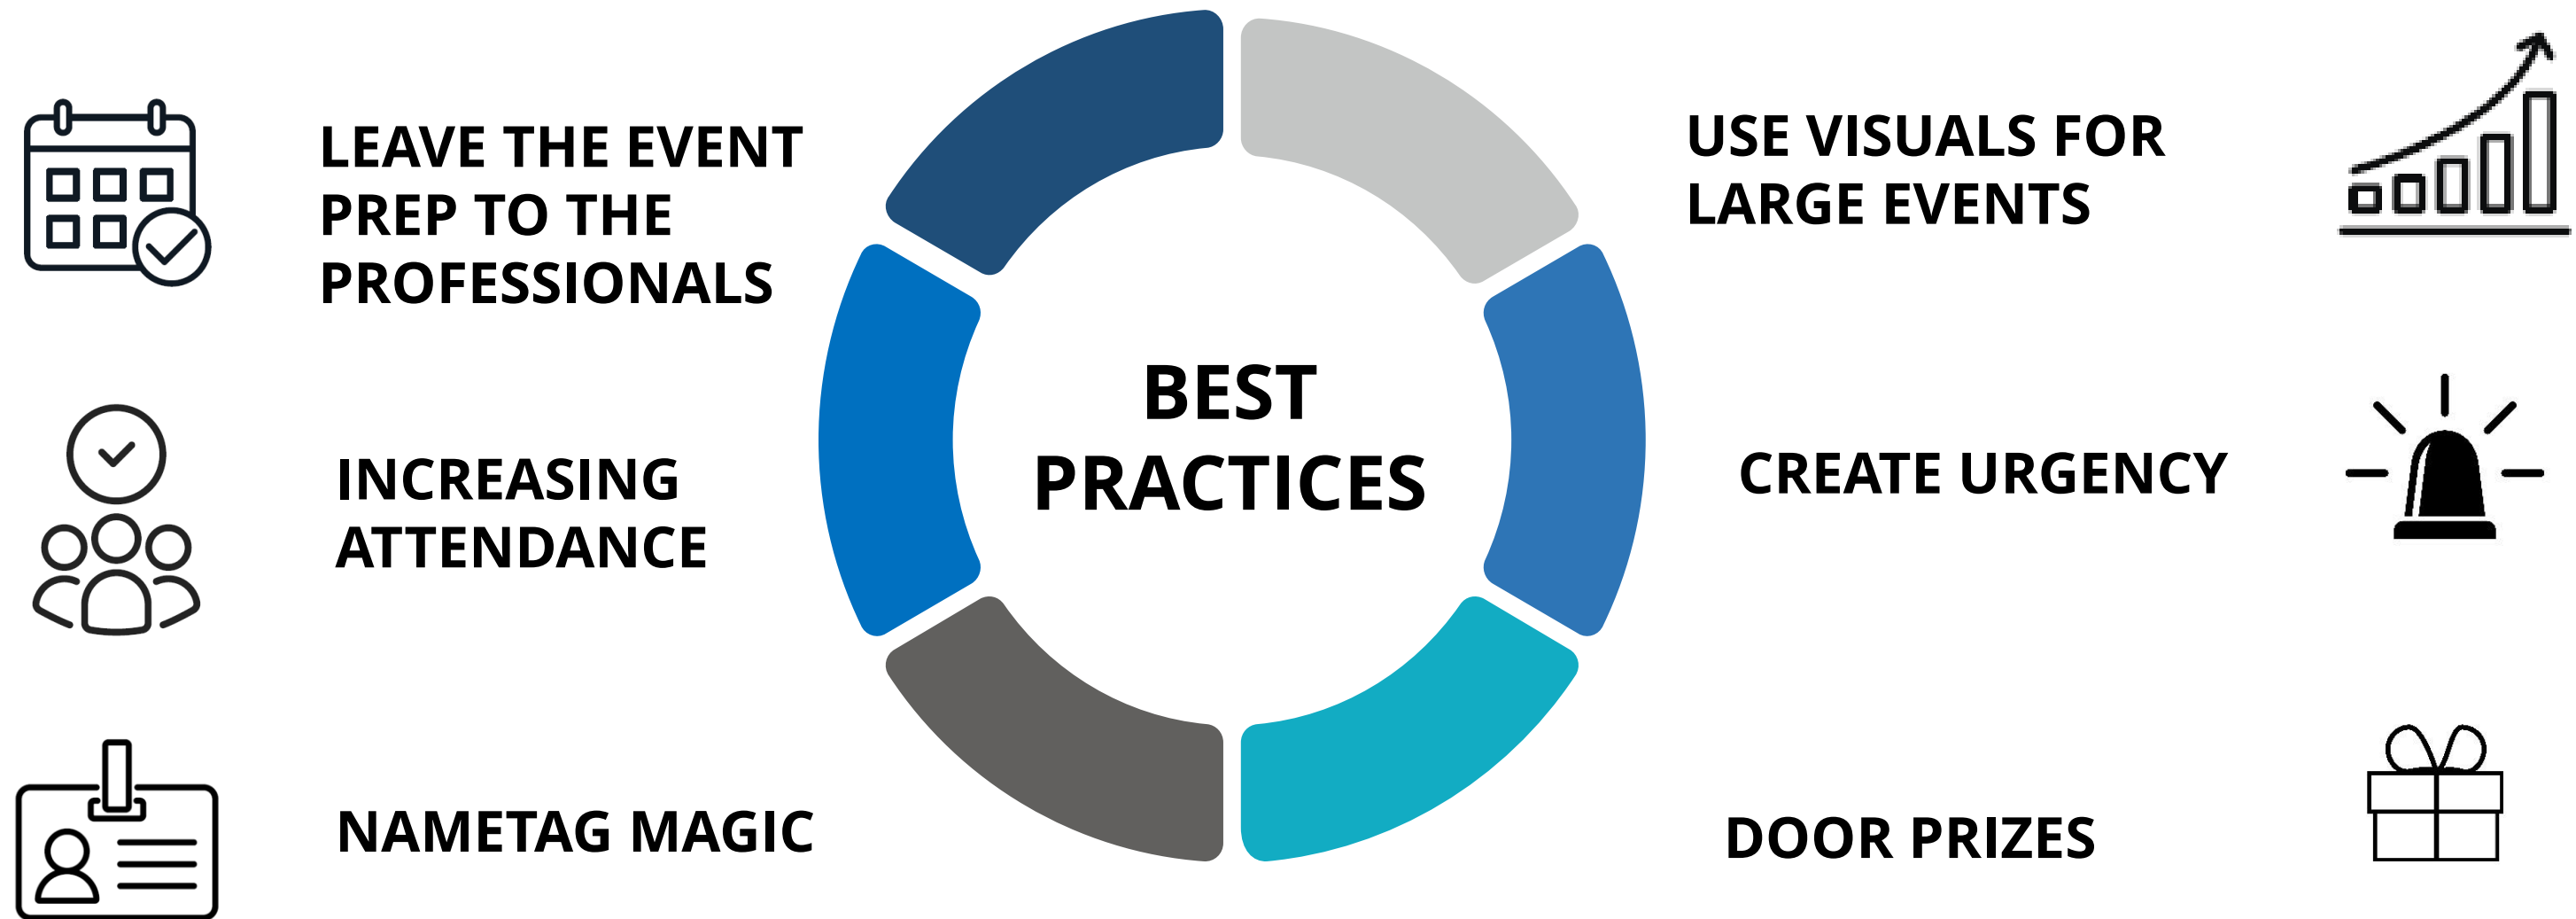 LEAVE THE EVENT
PREP TO THE
PROFESSIONALS
INCREASING
ATTENDANCE
NAMETAG MAGIC
BEST
PRACTICES
USE VISUALS FOR
LARGE EVENTS
CREATE URGENCY
DOOR PRIZES